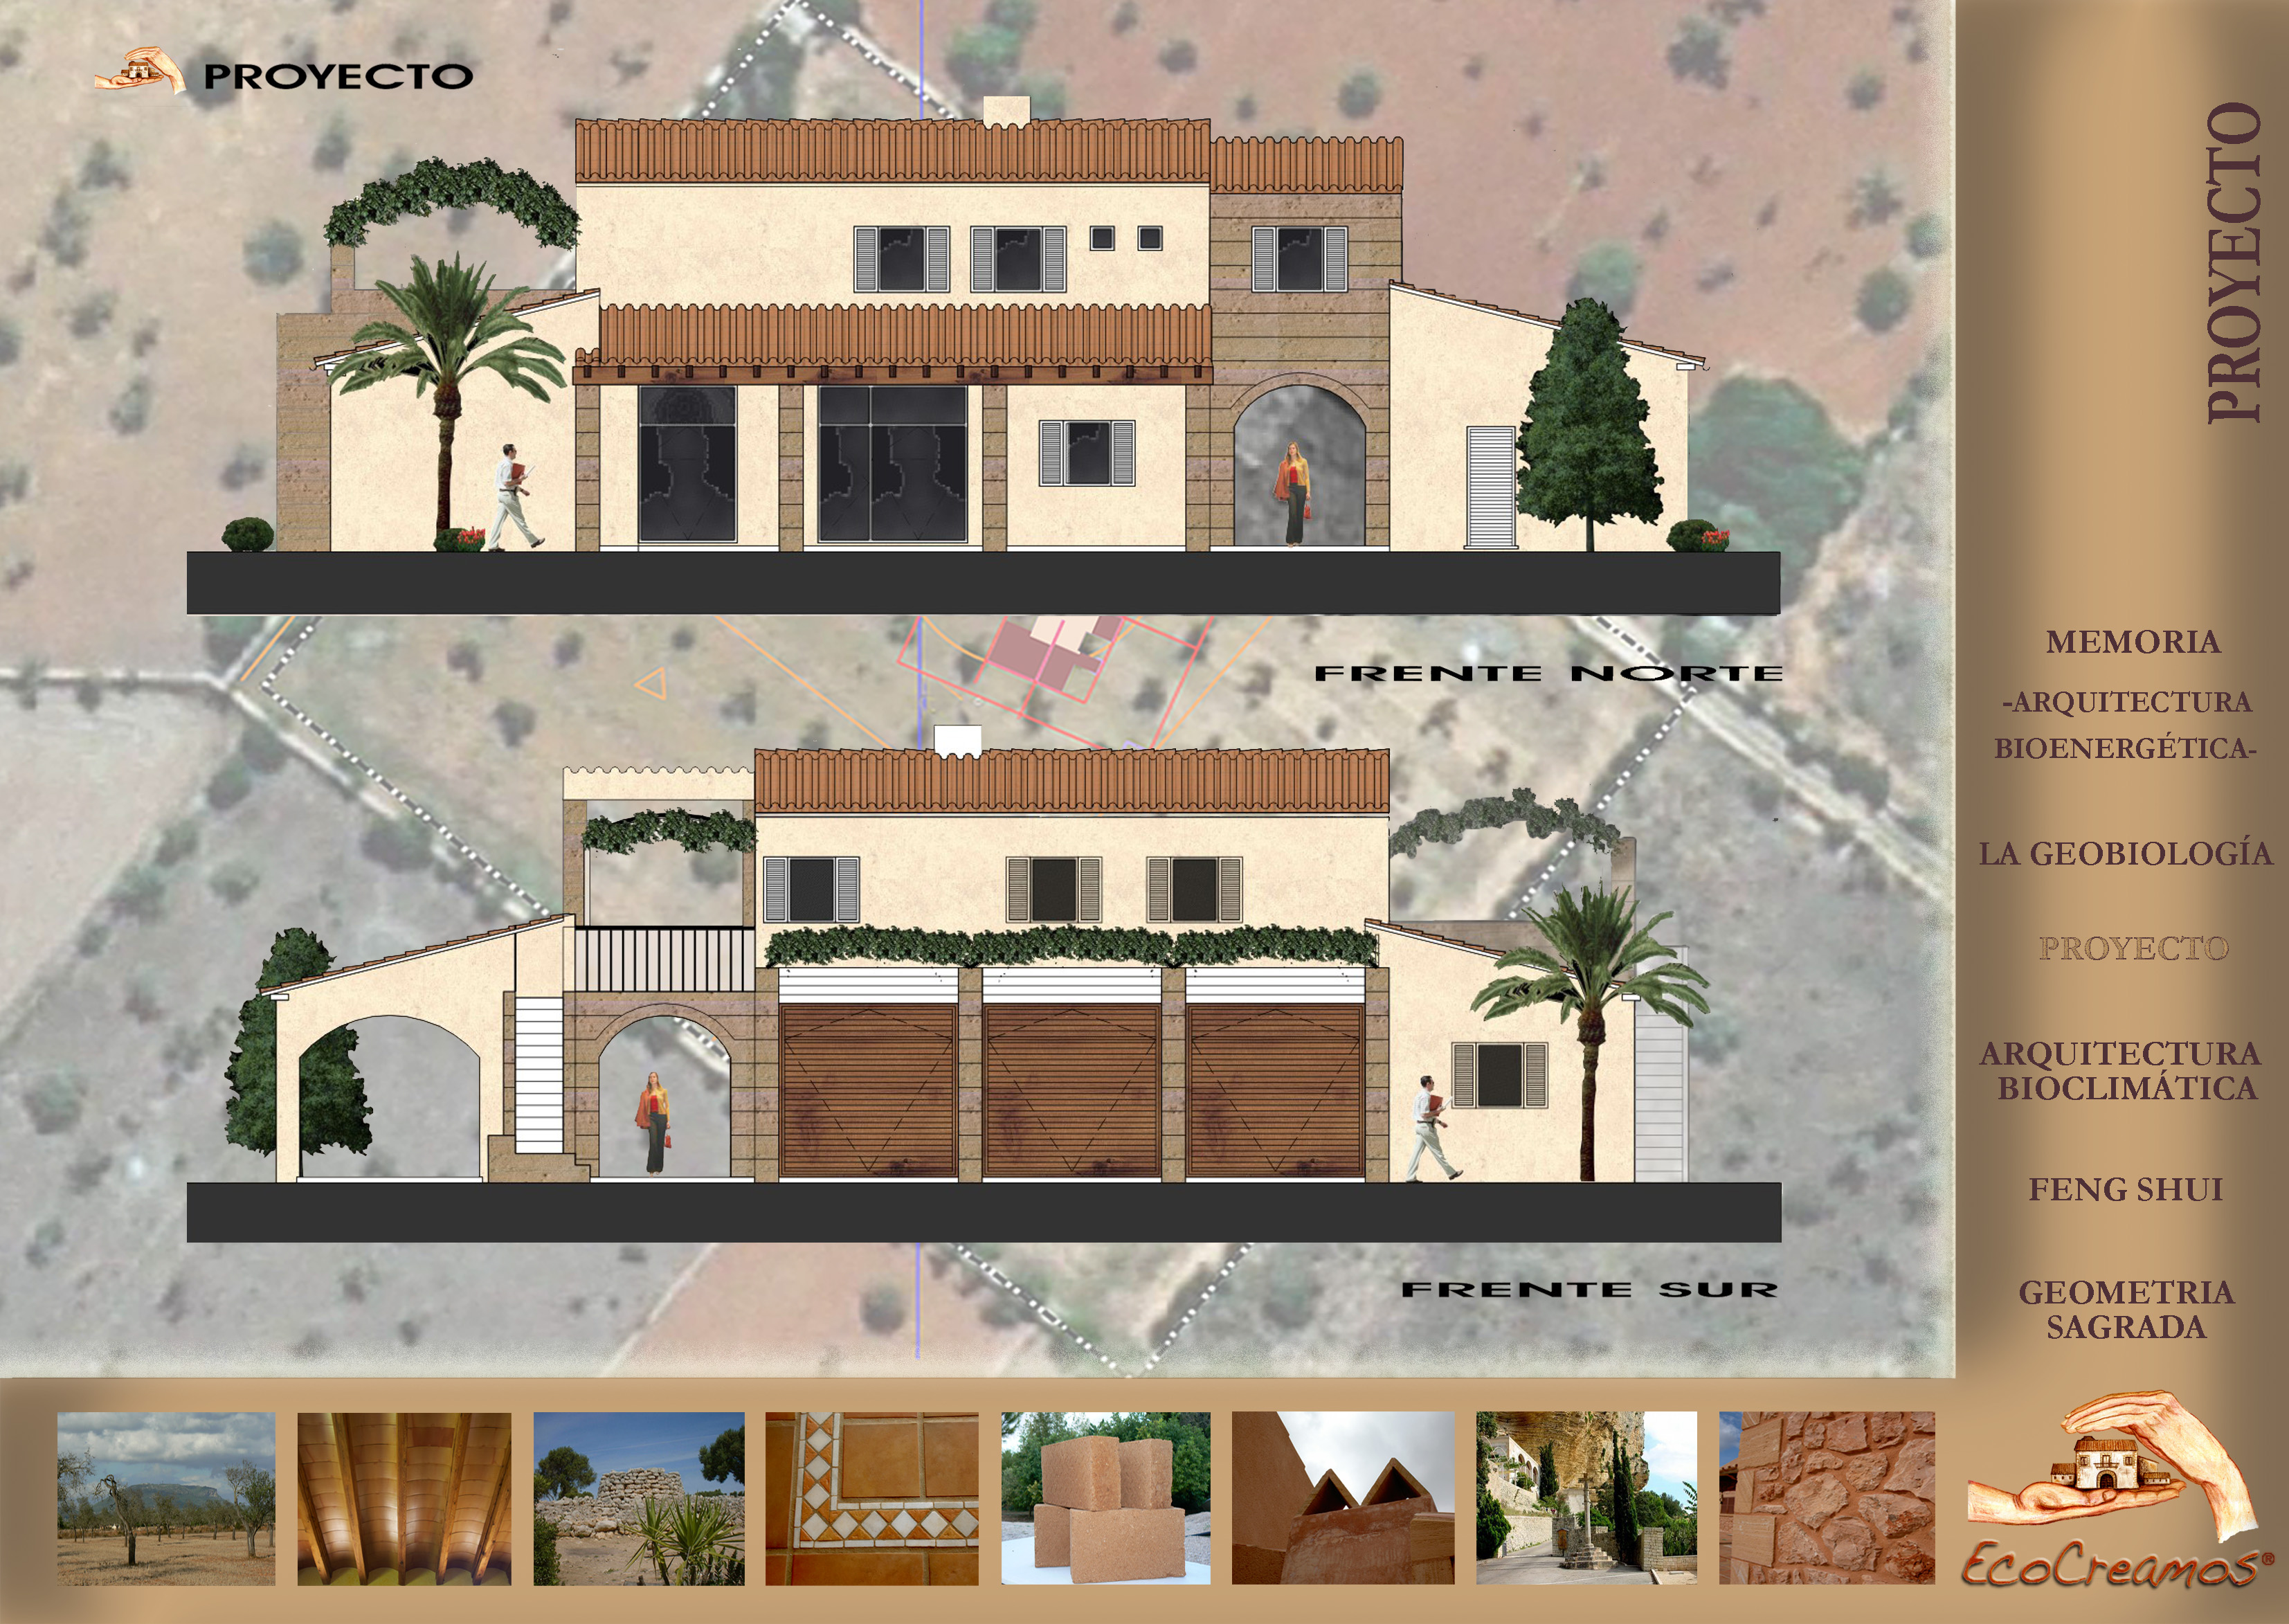 PROYECTO
FRENTE NORTE
FRENTE SUR
PROYECTO
MEMORIA
-ARQUITECTURA
BIOENERGÉTICA-
LA GEOBIOLOGÍA
PROYECTO
ARQUITECTURA
BIOCLIMÁTICA
FENG SHUI
GEOMETRIA
SAGRADA
EcoCreamos®